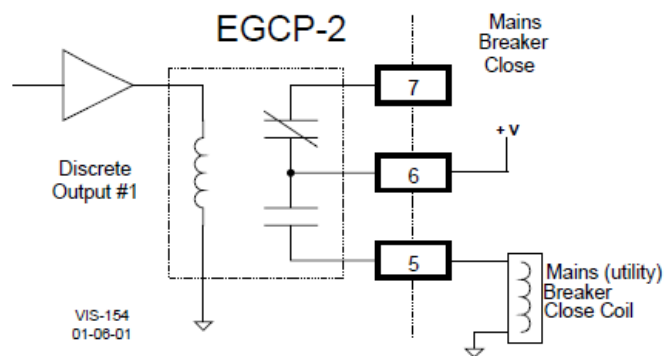 EGCP-2
Mains
Breaker
Close
7
+ V
6
Discrete
Output #1
5
Mains (utility)
Breaker
Close Coil
VIS-154
01-06-01